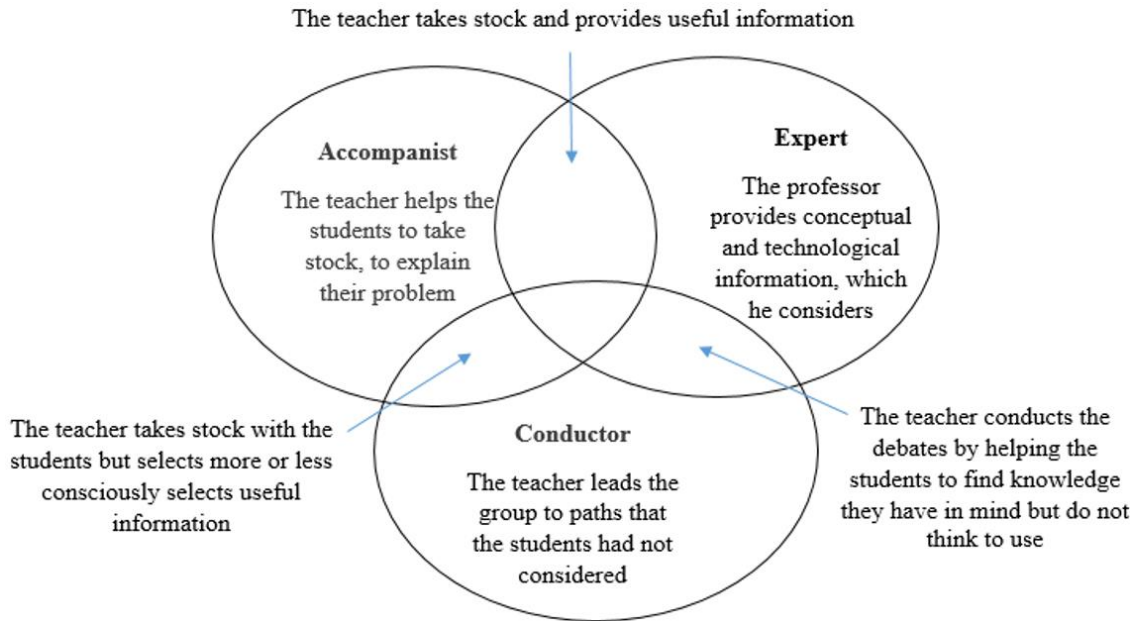 The teacher takes stock and provides useful information
Accompanist
The teacher helps the
students to take
stock, to explain
their problem
Expert
The professor
provides conceptual
and technological
information, which
he considers
The teacher takes stock with the
students but selects more or less
consciously selects useful
information
Conductor
The teacher leads the
group to paths that
the students had not
considered
The teacher conducts the
debates by helping the
students to find knowledge
they have in mind but do not
think to use